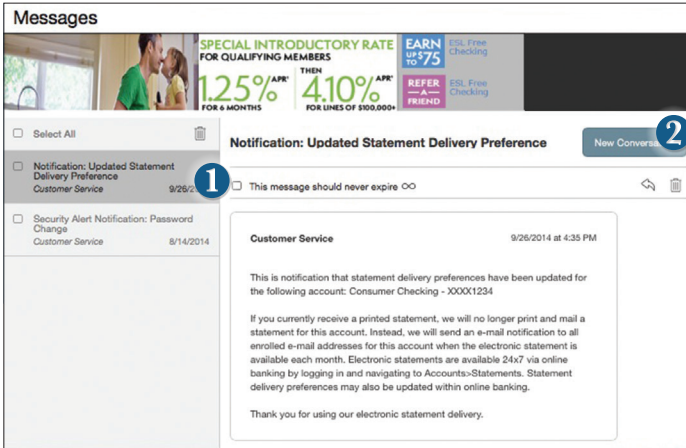 Messages
SPECIAL INTRODUCTORY RATE
FOR QUALIFYING MEMBERS
1.25% APR*
FOR 6 MONTHS
THEN
4.10% APR*
FOR LINES OF $100,000+
EARN UP TO $75
ESL Free Checking
REFER —A— FRIEND
ESL Free Checking
Select All
Notification: Updated Statement
Delivery Preference
Customer Service 9/26/
Security Alert Notification: Password
Change
Customer Service 8/14/2014
Notification: Updated Statement Delivery Preference
New Conversa
2
1
This message should never expire ∞
Customer Service 9/26/2014 at 4:35 PM
This is notification that statement delivery preferences have been updated for
the following account: Consumer Checking - XXXX1234
If you currently receive a printed statement, we will no longer print and mail a
statement for this account. Instead, we will send an e-mail notification to all
enrolled e-mail addresses for this account when the electronic statement is
available each month. Electronic statements are available 24x7 via online
banking by logging in and navigating to Accounts>Statements. Statement
delivery preferences may also be updated within online banking.
Thank you for using our electronic statement delivery.